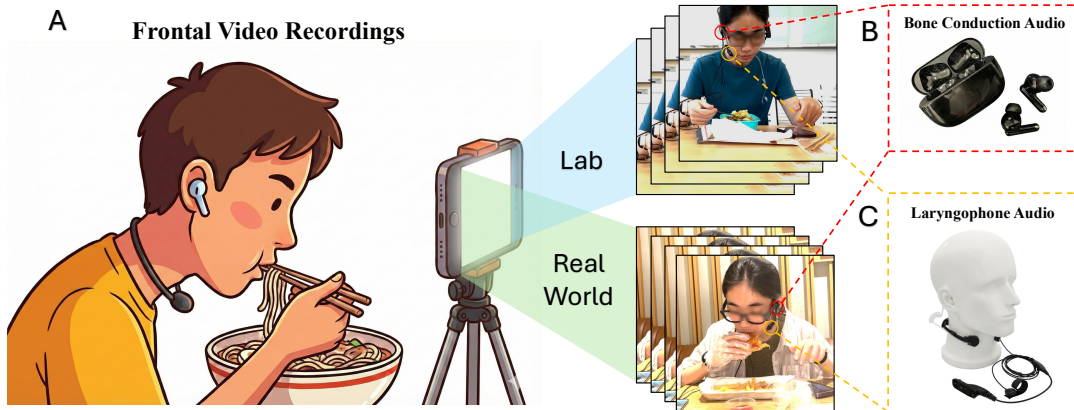 A
Frontal Video Recordings
Lab
Real
World
B
Bone Conduction Audio
C
Laryngophone Audio